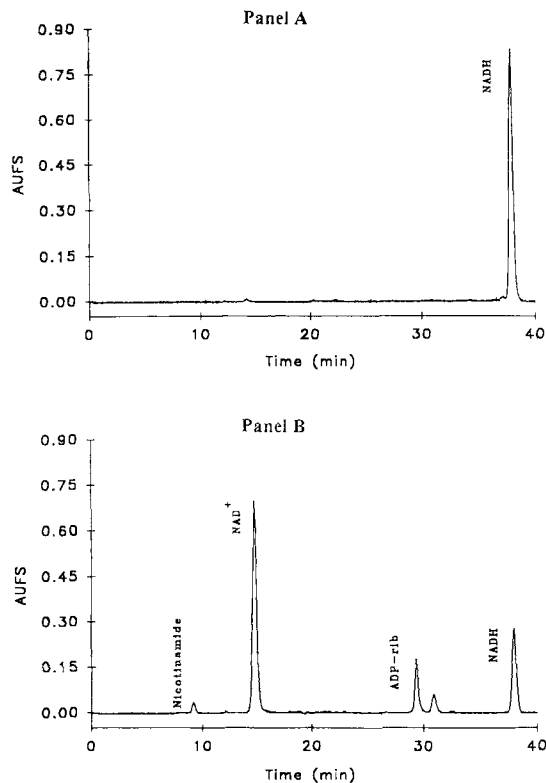 Panel A
0.90
0.75
0.60
0.45
0.30
0.15
0.00
AUFS
NADH
0 10 20 30 40
Time (min)
Panel B
0.90
0.75
0.60
0.45
0.30
0.15
0.00
AUFS
Nicotinamide
NAD+
ADP-rib
NADH
0 10 20 30 40
Time (min)